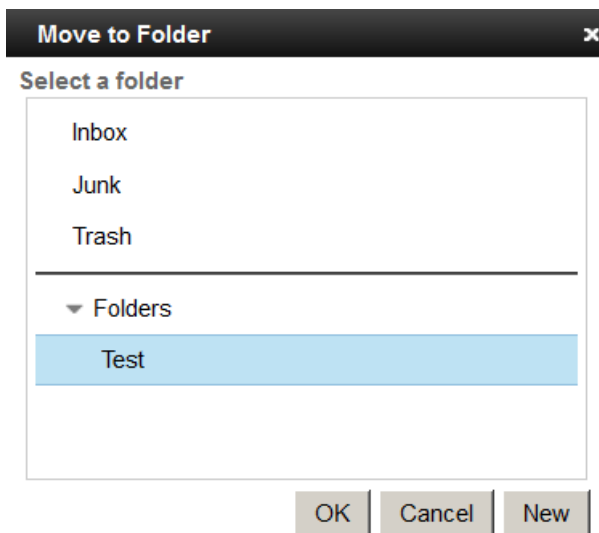 Move to Folder
Select a folder
Inbox
Junk
Trash
Folders
Test
OK Cancel New